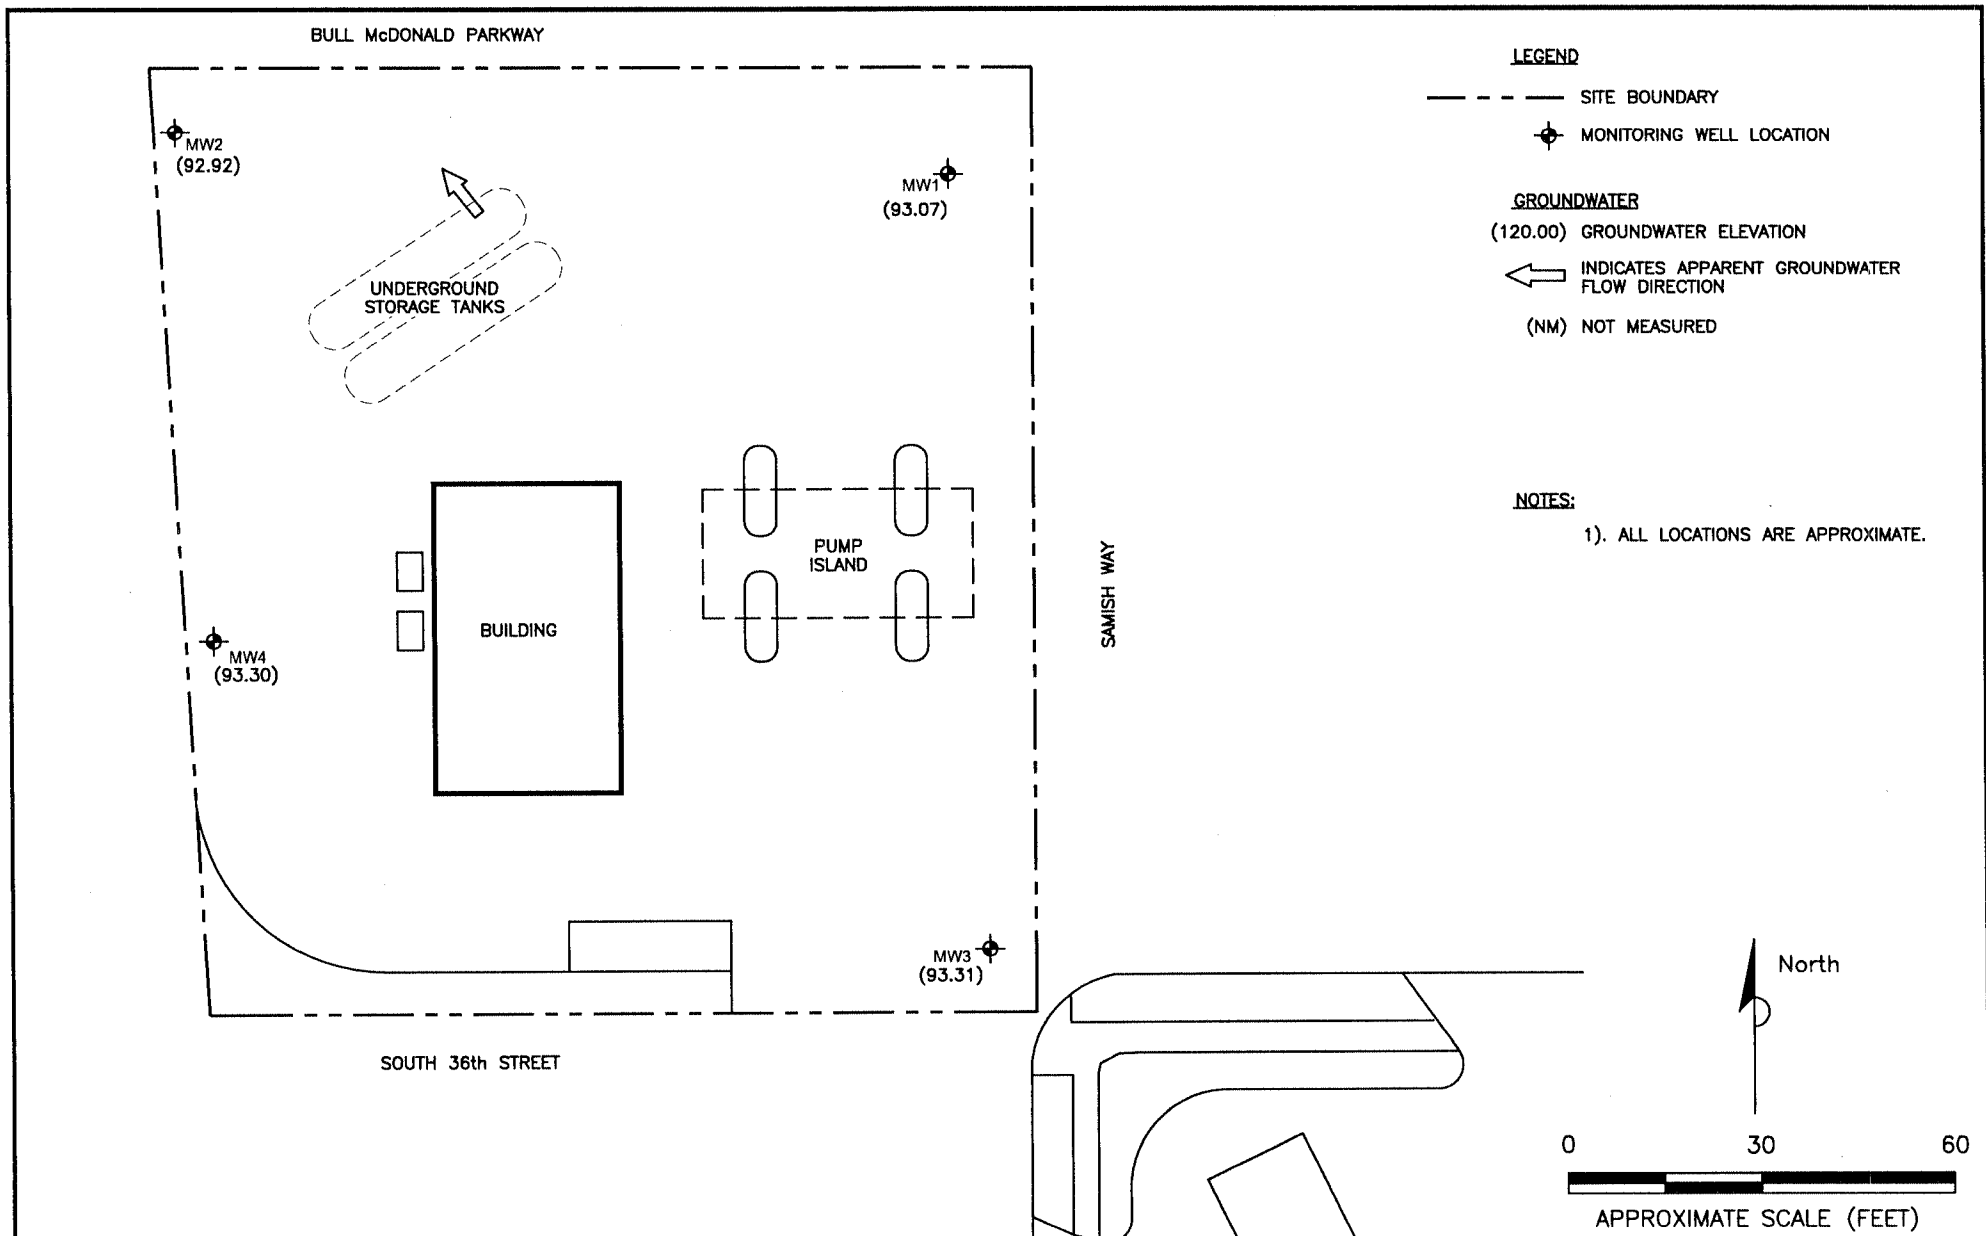 BULL McDONALD PARKWAY
LEGEND
SITE BOUNDARY
MONITORING WELL LOCATION
MW2
(92.92)
MW1
(93.07)
GROUNDWATER
(120.00) GROUNDWATER ELEVATION
INDICATES APPARENT GROUNDWATER
FLOW DIRECTION
(NM) NOT MEASURED
UNDERGROUND
STORAGE TANKS
NOTES:
1). ALL LOCATIONS ARE APPROXIMATE.
PUMP
ISLAND
SAMISH WAY
BUILDING
MW4
(93.30)
MW3
(93.31)
North
SOUTH 36th STREET
0 30 60
APPROXIMATE SCALE (FEET)